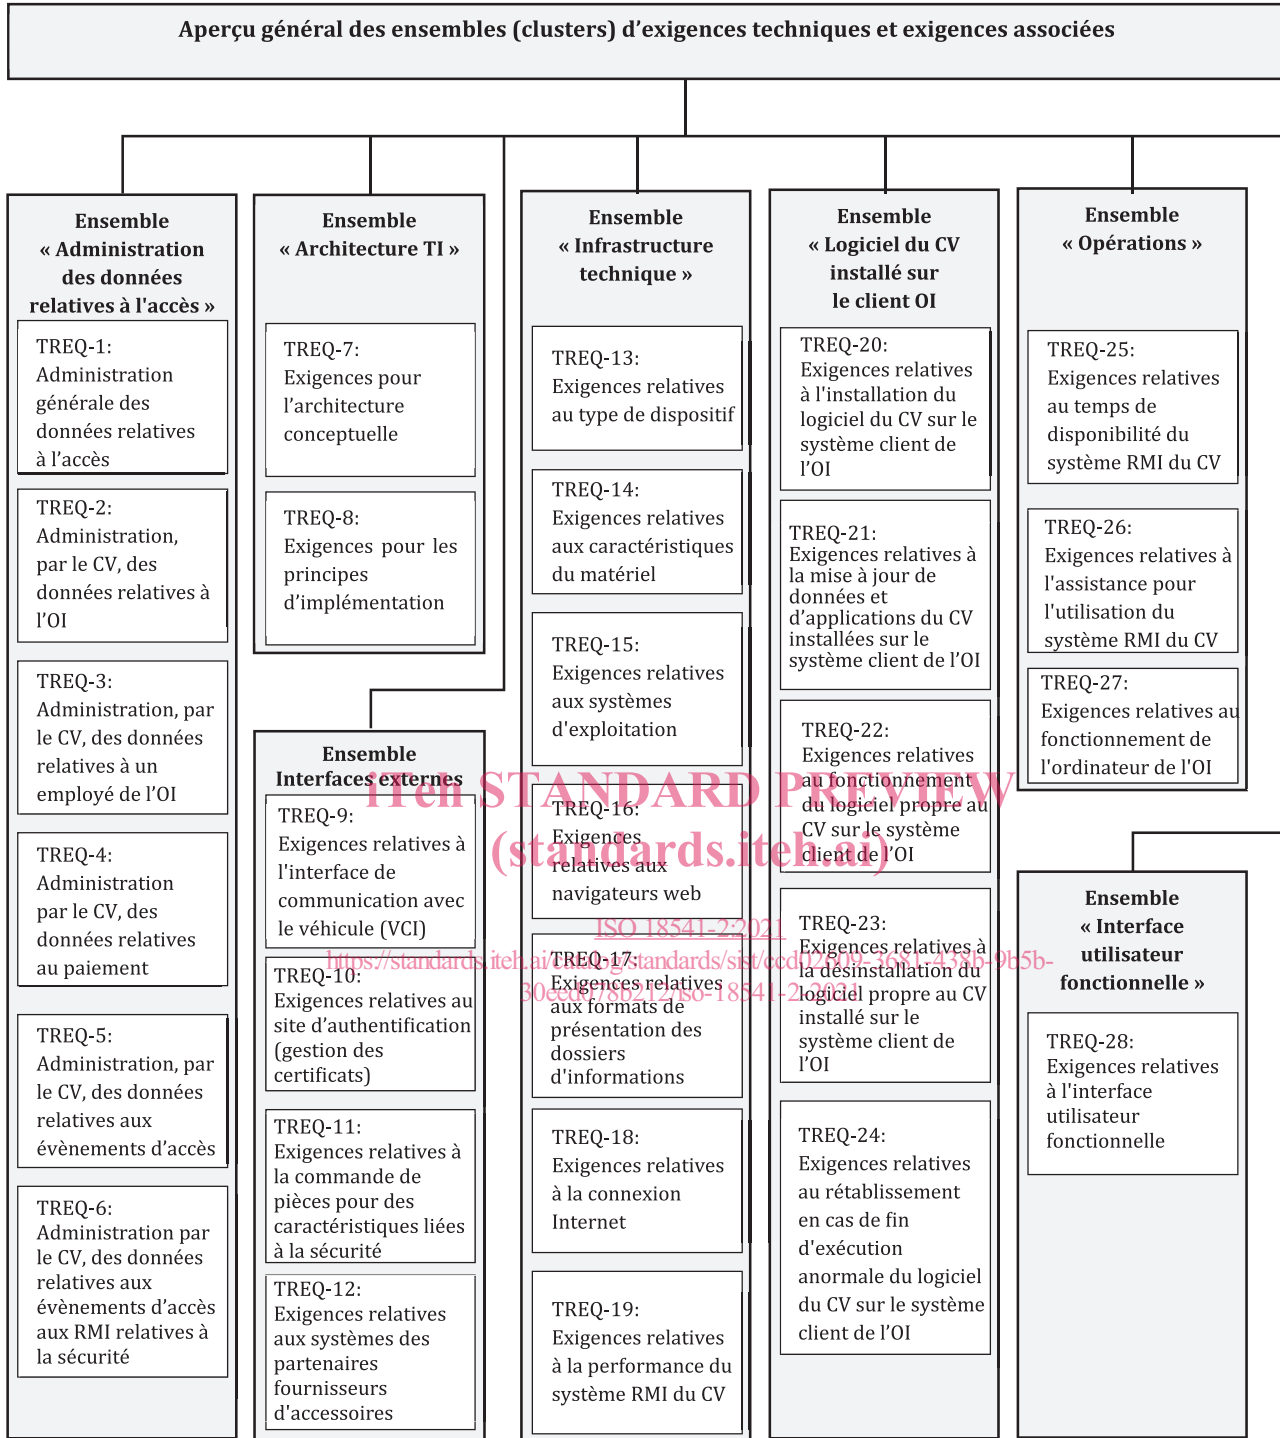 Aperçu général des ensembles (clusters) d’exigences techniques et exigences associées
Ensemble
« Administration
des données
relatives à l'accès »
TREQ-1:
Administration
générale des
données relatives
à l’accès
TREQ-2:
Administration,
par le CV, des
données relatives à
l’OI
TREQ-3:
Administration, par
le CV, des données
relatives à un
employé de l’OI
TREQ-4:
Administration
par le CV, des
données relatives
au paiement
TREQ-5:
Administration, par
le CV, des données
relatives aux
évènements d’accès
TREQ-6:
Administration par
le CV, des données
relatives aux
évènements d’accès
aux RMI relatives à
la sécurité
Ensemble
« Architecture TI »
TREQ-7:
Exigences pour
l’architecture
conceptuelle
TREQ-8:
Exigences pour les
principes
d’implémentation
Ensemble
Interfaces externes
TREQ-9:
Exigences relatives à
l'interface de
communication avec
le véhicule (VCI)
TREQ-10:
Exigences relatives au
site d’authentification
(gestion des
certificats)
TREQ-11:
Exigences relatives à
la commande de
pièces pour des
caractéristiques liées
à la sécurité
TREQ-12:
Exigences relatives
aux systèmes des
partenaires
fournisseurs
d'accessoires
Ensemble
« Infrastructure
technique »
TREQ-13:
Exigences relatives
au type de dispositif
TREQ-14:
Exigences relatives
aux caractéristiques
du matériel
TREQ-15:
Exigences relatives
aux systèmes
d'exploitation
TREQ-16:
Exigences
relatives aux
navigateurs web
TREQ-17:
Exigences relatives
aux formats de
présentation des
dossiers
d'informations
TREQ-18:
Exigences relatives
à la connexion
Internet
TREQ-19:
Exigences relatives
à la performance du
système RMI du CV
Ensemble
« Logiciel du CV
installé sur
le client OI
TREQ-20:
Exigences relatives
à l'installation du
logiciel du CV sur le
système client de
l’OI
TREQ-21:
Exigences relatives à
la mise à jour de
données et
d’applications du CV
installées sur le
système client de l’OI
TREQ-22:
Exigences relatives
au fonctionnement
du logiciel propre au
CV sur le système
client de l’OI
TREQ-23:
Exigences relatives à
la désinstallation du
logiciel propre au CV
installé sur le
système client de
l’OI
TREQ-24:
Exigences relatives
au rétablissement
en cas de fin
d'exécution
anormale du logiciel
du CV sur le système
client de l’OI
Ensemble
« Opérations »
TREQ-25:
Exigences relatives
au temps de
disponibilité du
système RMI du CV
TREQ-26:
Exigences relatives à
l'assistance pour
l'utilisation du
système RMI du CV
TREQ-27:
Exigences relatives au
fonctionnement de
l'ordinateur de l'OI
Ensemble
« Interface
utilisateur
fonctionnelle »
TREQ-28:
Exigences relatives
à l'interface
utilisateur
fonctionnelle
iTeh STANDARD PREVIEW
(standards.iteh.ai)
ISO 18541-2:2021